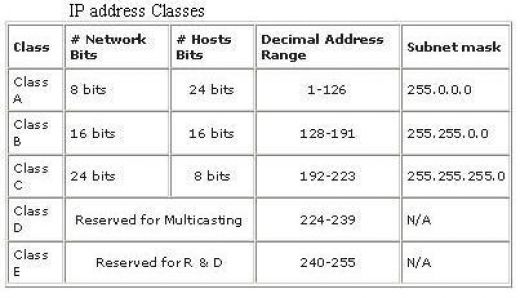 IP address Classes
Class # Network Bits # Hosts Bits Decimal Address Range Subnet mask
Class A 8 bits 24 bits 1-126 255.0.0.0
Class B 16 bits 16 bits 128-191 255.255.0.0
Class C 24 bits 8 bits 192-223 255.255.255.0
Class D Reserved for Multicasting 224-239 N/A
Class E Reserved for R & D 240-255 N/A